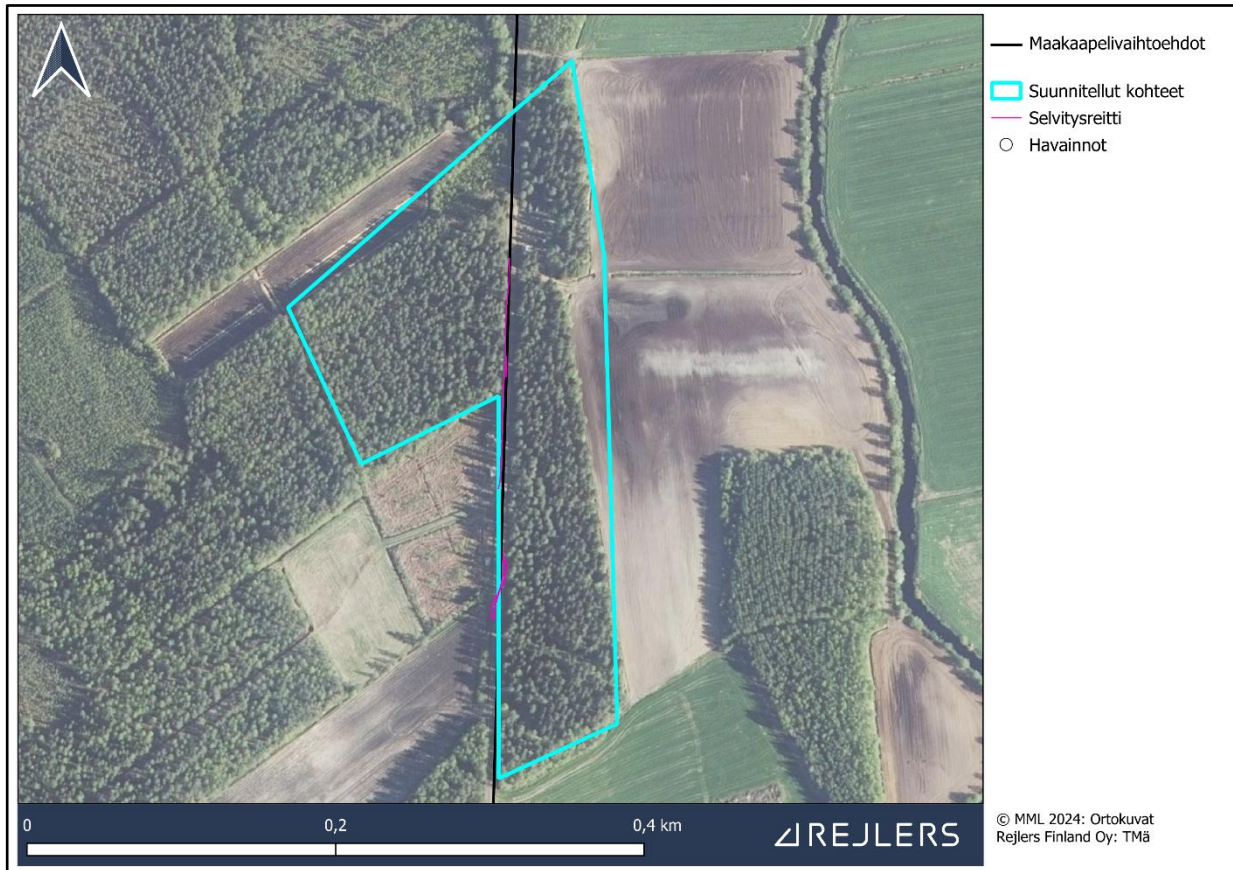 Maakaapelivaihtoehdot
Suunnitellut kohteet
Selvitysreitti
Havainnot
0 0,2 0,4 km
REJLERS
© MML 2024: Ortokuvat
Rejlers Finland Oy: TMä